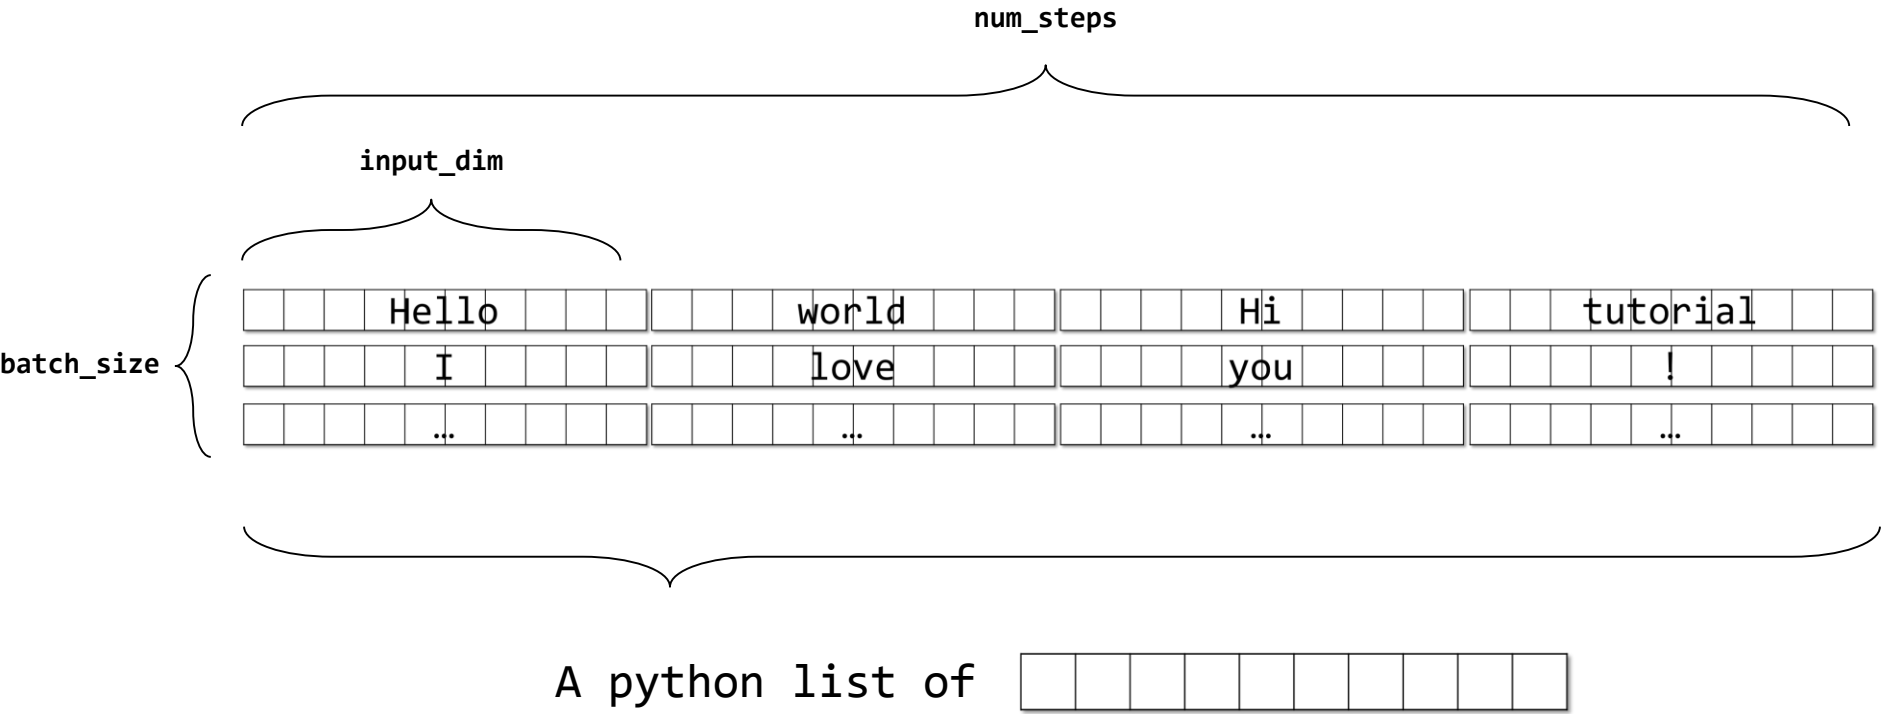 num_steps
input_dim
Hello world Hi tutorial
batch_size
I love you !
… … … …
A python list of